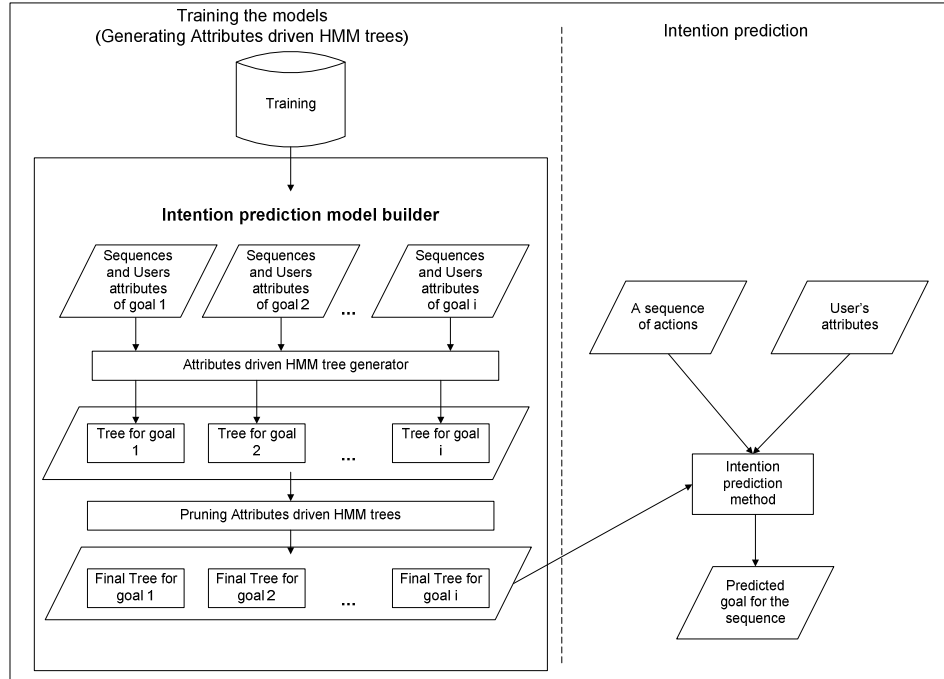 Training the models
(Generating Attributes driven HMM trees)
Training
Intention prediction model builder
Sequences
and Users
attributes
of goal 1
Sequences
and Users
attributes
of goal 2
...
Sequences
and Users
attributes
of goal i
Attributes driven HMM tree generator
Tree for goal
1
Tree for goal
2
...
Tree for goal
i
Pruning Attributes driven HMM trees
Final Tree for
goal 1
Final Tree for
goal 2
...
Final Tree for
goal i
Intention prediction
A sequence
of actions
User's
attributes
Intention
prediction
method
Predicted
goal for the
sequence